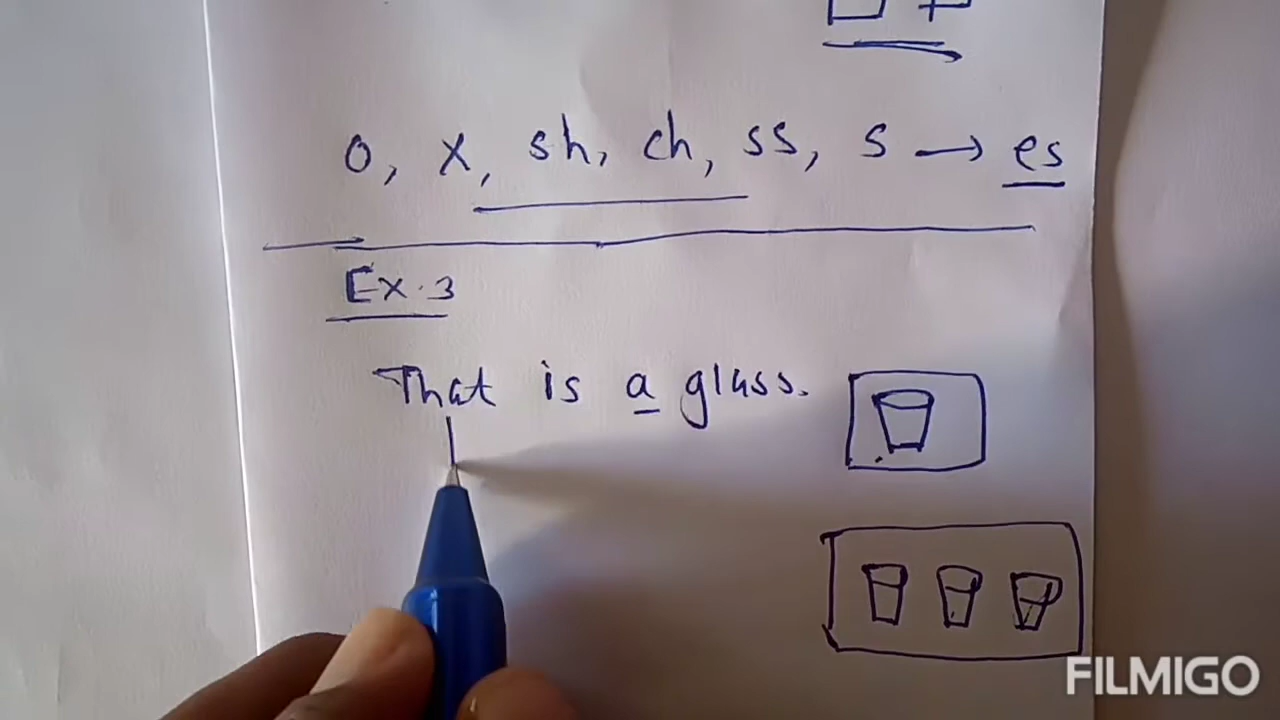 o, x, sh, ch, ss, s → es
Ex.3
That is a glass.
FILMIGO